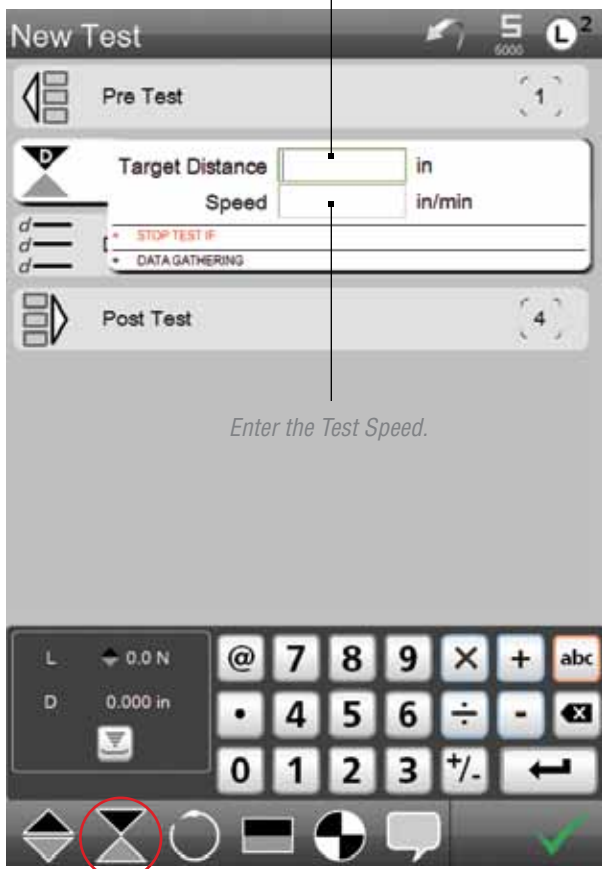 New Test
S 6000 L 2
Pre Test 1
D
Target Distance in
Speed in/min
d
d
d
• STOP TEST IF
• DATA GATHERING
Post Test 4
Enter the Test Speed.
L 0.0 N
D 0.000 in
@ 7 8 9 × + abc
• 4 5 6 ÷ -
0 1 2 3 +/-